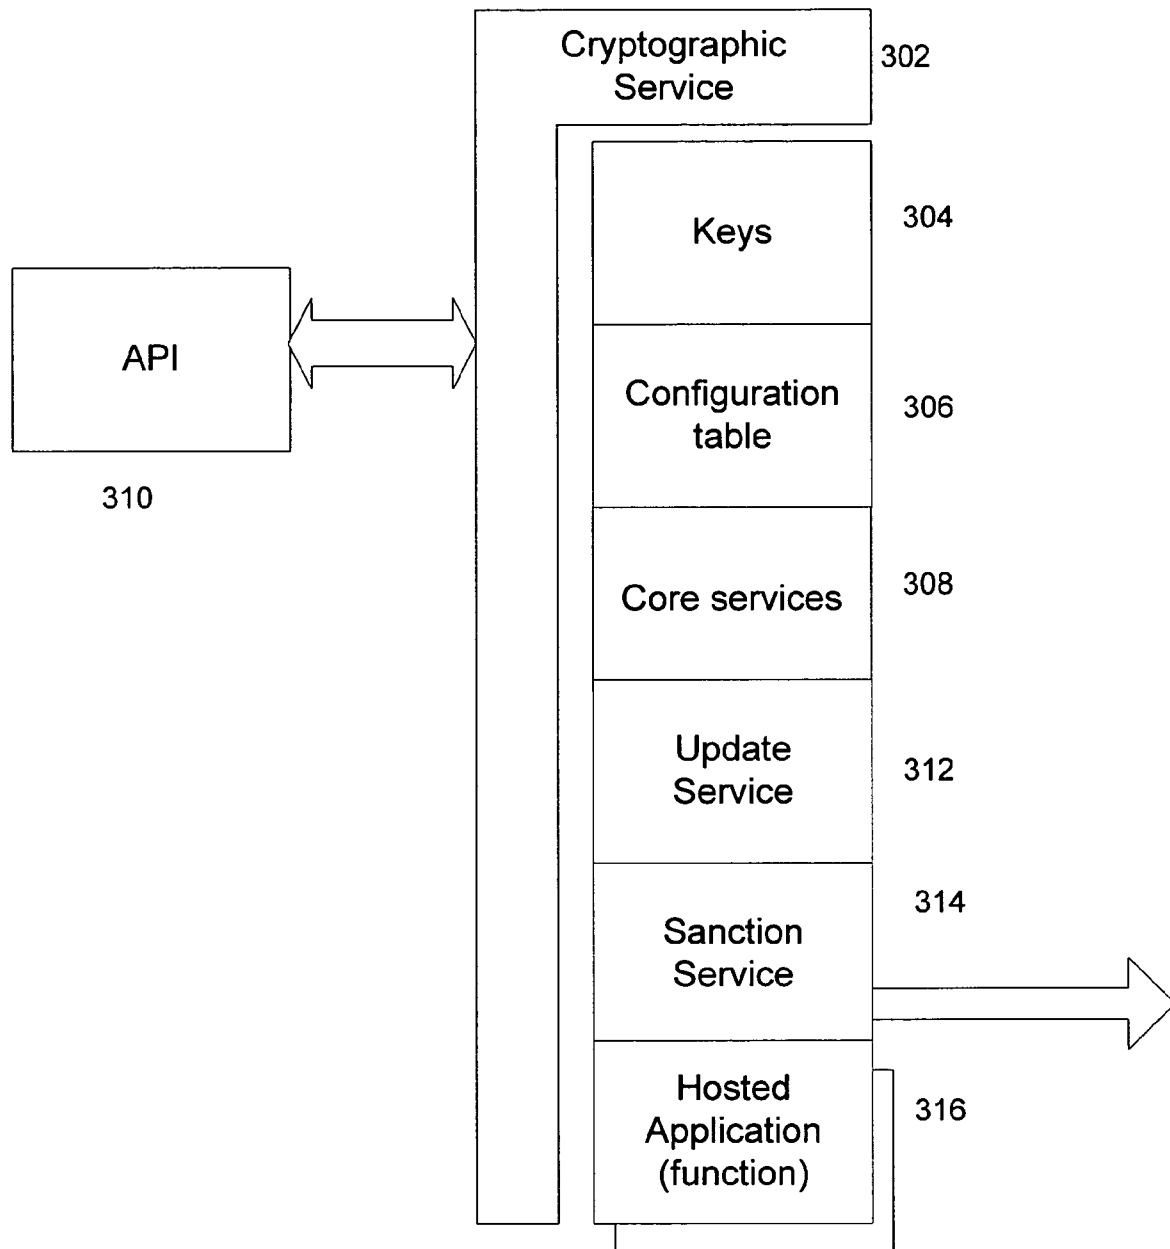 Cryptographic
Service
302
Keys
304
API
310
Configuration
table
306
Core services
308
Update
Service
312
Sanction
Service
314
Hosted
Application
(function)
316